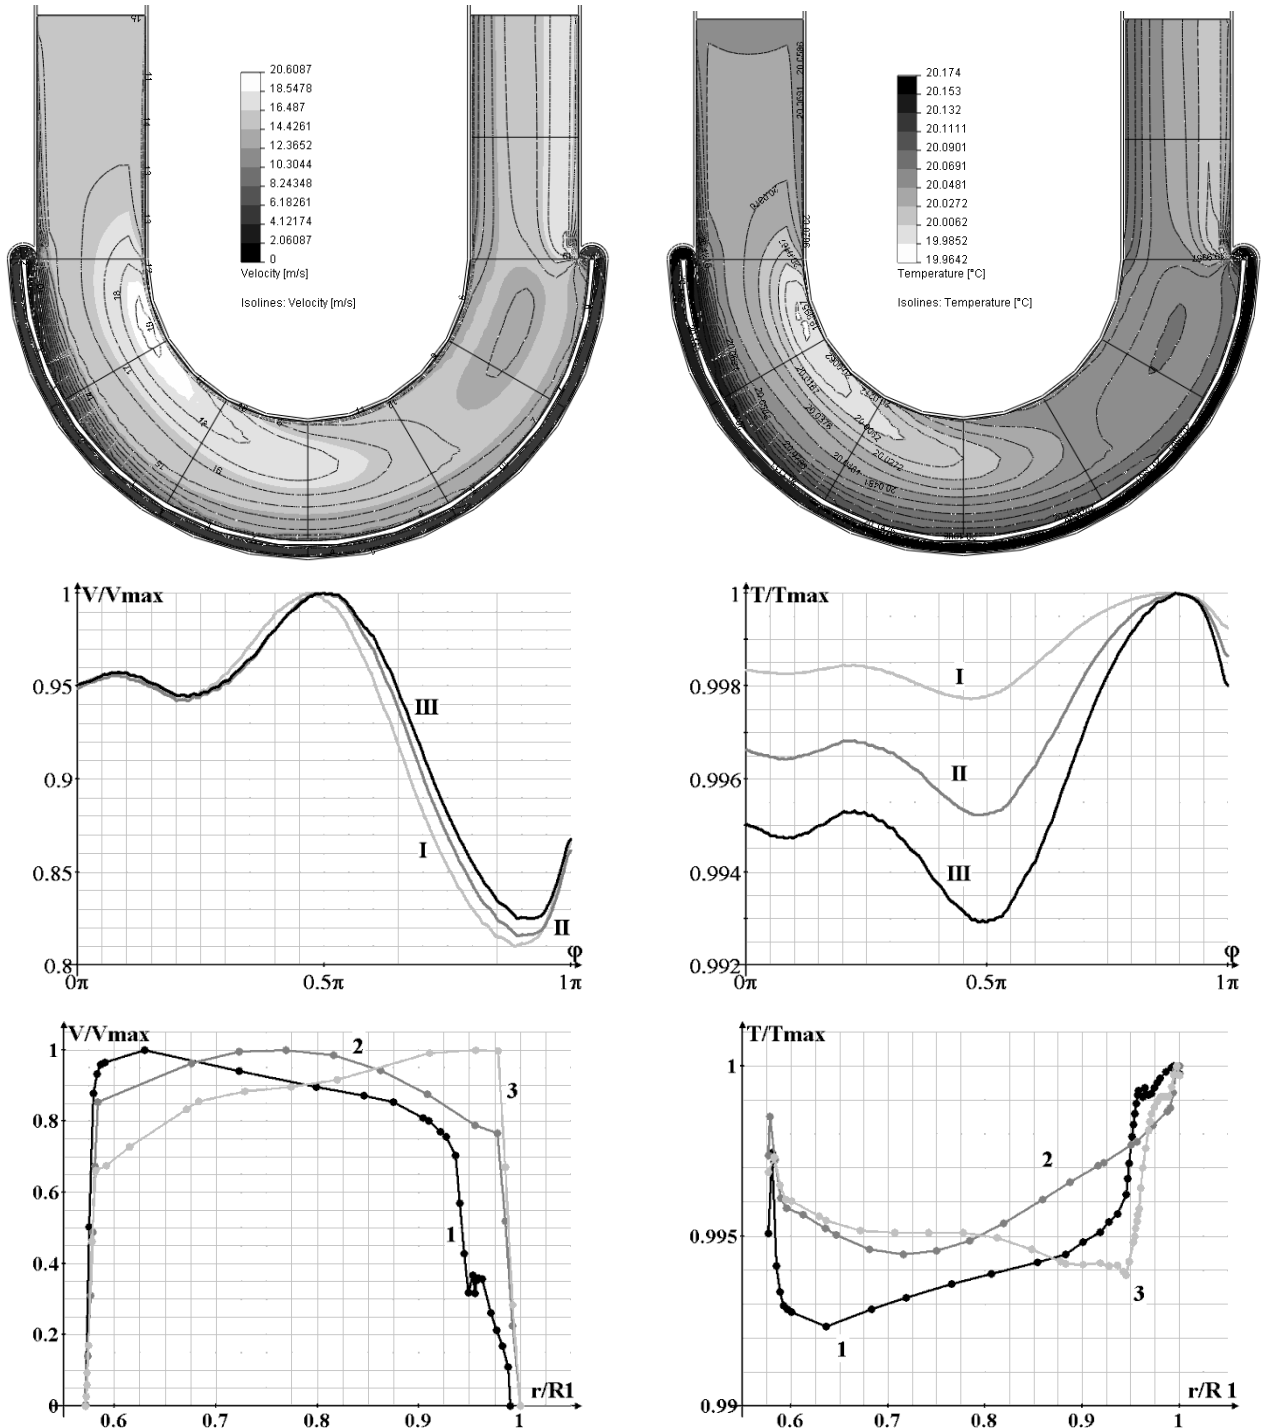 20.6087
18.5478
16.487
14.4261
12.3652
10.3044
8.24348
6.18261
4.12174
2.06087
0
Velocity [m/s]
Isolines: Velocity [m/s]
20.174
20.153
20.132
20.1111
20.0901
20.0691
20.0481
20.0272
20.0062
19.9852
19.9642
Temperature [°C]
Isolines: Temperature [°C]
V/Vmax
1
0.95
0.9
0.85
0.8
III
I
II
φ
0π
0.5π
1π
T/Tmax
1
0.998
0.996
0.994
0.992
I
II
III
φ
0π
0.5π
1π
V/Vmax
1
0.8
0.6
0.4
0.2
0
2
3
1
r/R1
0.6
0.7
0.8
0.9
1
T/Tmax
1
0.995
0.99
2
3
1
r/R1
0.6
0.7
0.8
0.9
1